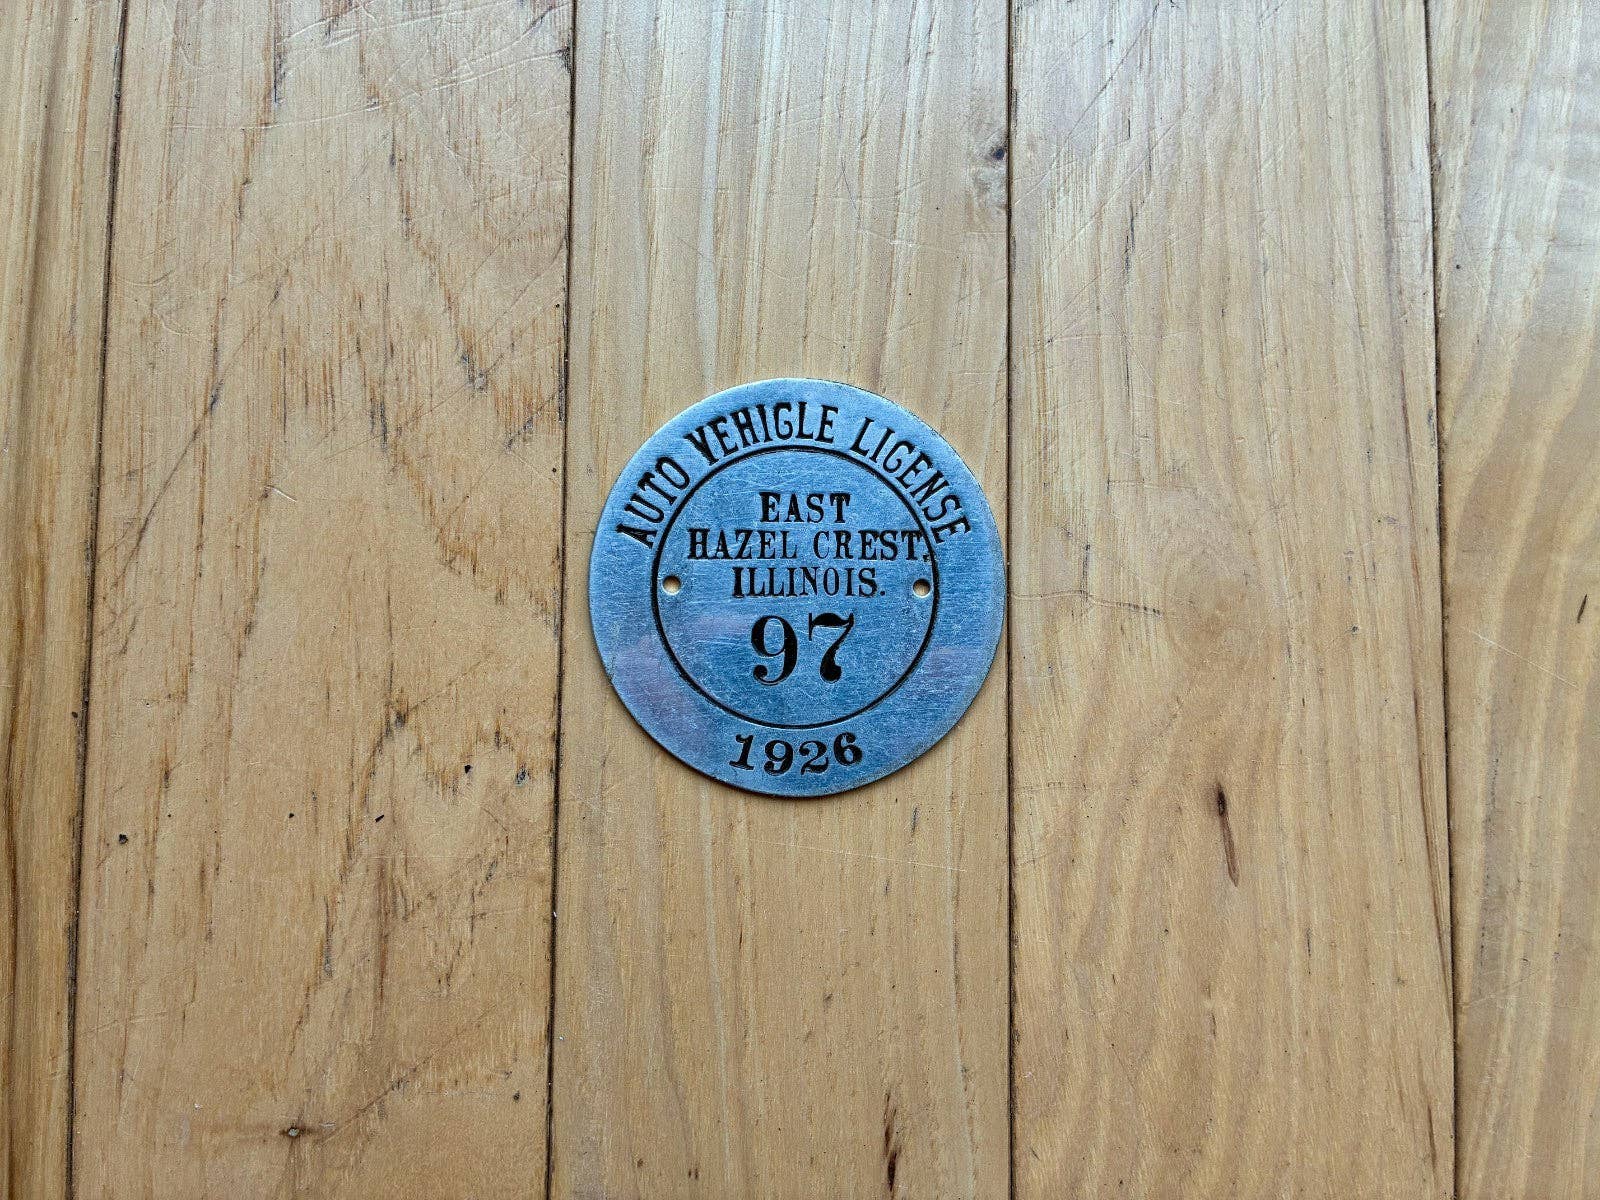 AUTO VEHICLE LICENSE
EAST
HAZEL CREST,
ILLINOIS.
97
1926